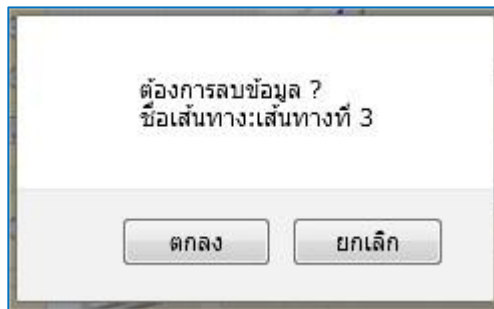 ต้องการลบข้อมูล ?
ชื่อเส้นทาง:เส้นทางที่ 3
ตกลง
ยกเลิก